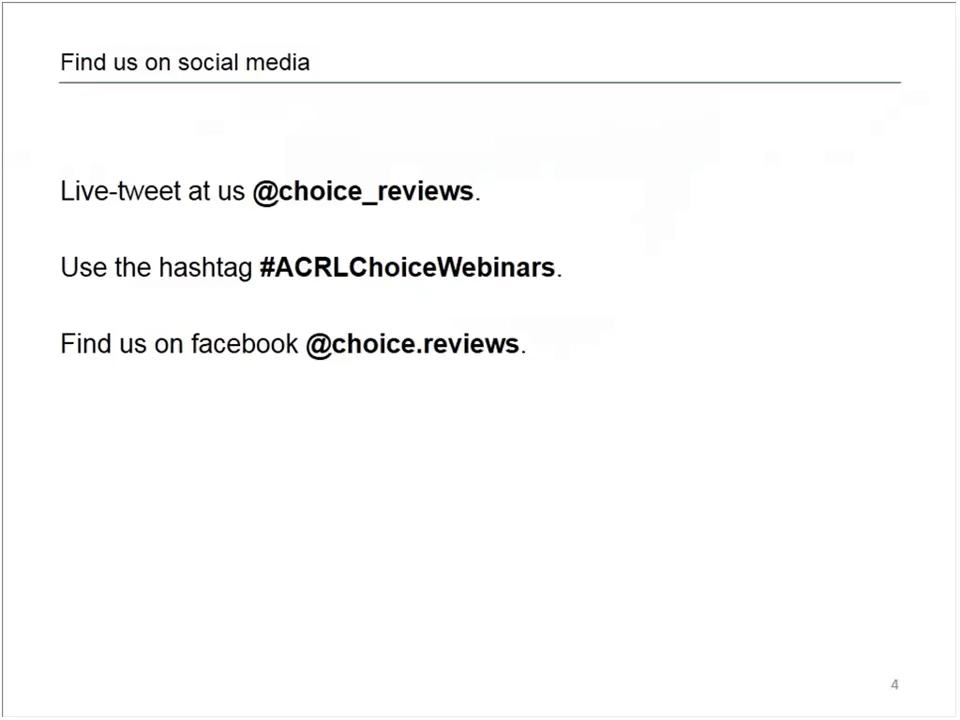 Find us on social media
Live-tweet at us @choice_reviews.
Use the hashtag #ACRLChoiceWebinars.
Find us on facebook @choice.reviews.
4